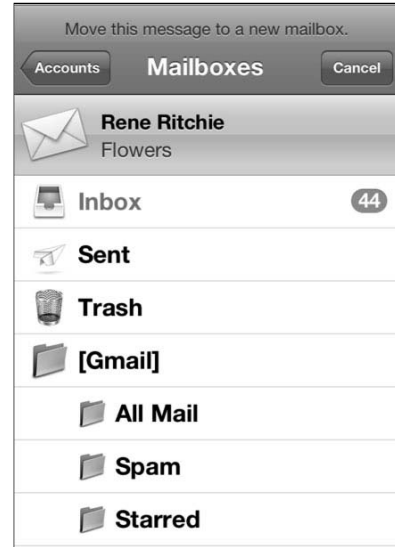 Move this message to a new mailbox.
Accounts Mailboxes Cancel
Rene Ritchie
Flowers
Inbox 44
Sent
Trash
[Gmail]
All Mail
Spam
Starred